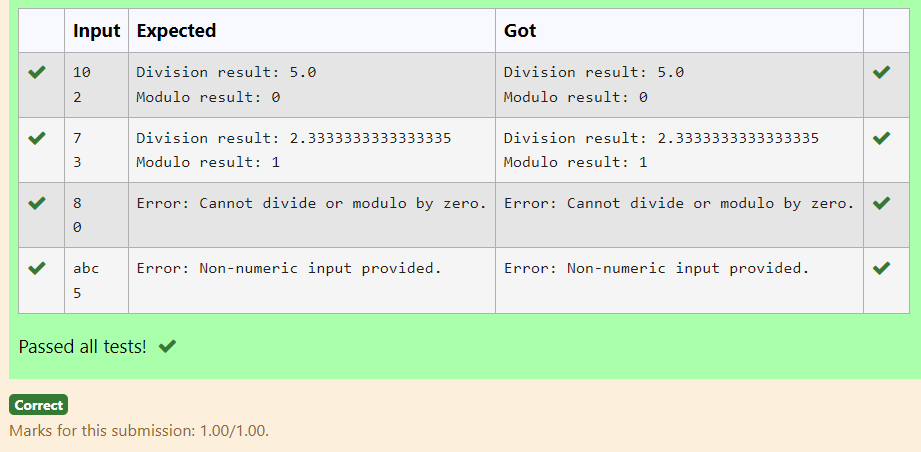 Input Expected Got
10 Division result: 5.0 Division result: 5.0
2 Modulo result: 0 Modulo result: 0
7 Division result: 2.3333333333333335 Division result: 2.3333333333333335
3 Modulo result: 1 Modulo result: 1
8 Error: Cannot divide or modulo by zero. Error: Cannot divide or modulo by zero.
0
abc Error: Non-numeric input provided. Error: Non-numeric input provided.
5
Passed all tests!
Correct
Marks for this submission: 1.00/1.00.